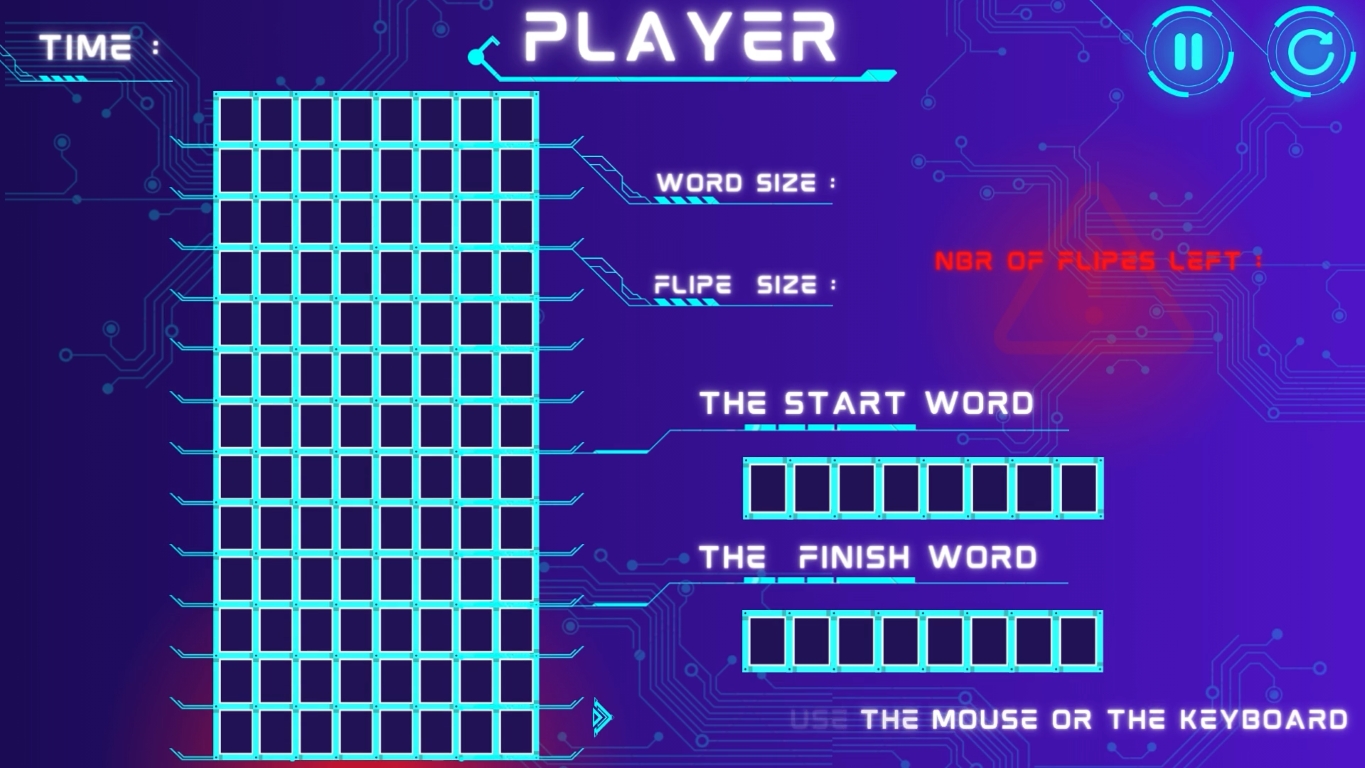 TIME :
PLAYER
WORD SIZE :
FLIPE SIZE :
NBR OF FLIPES LEFT :
THE START WORD
THE FINISH WORD
USE THE MOUSE OR THE KEYBOARD